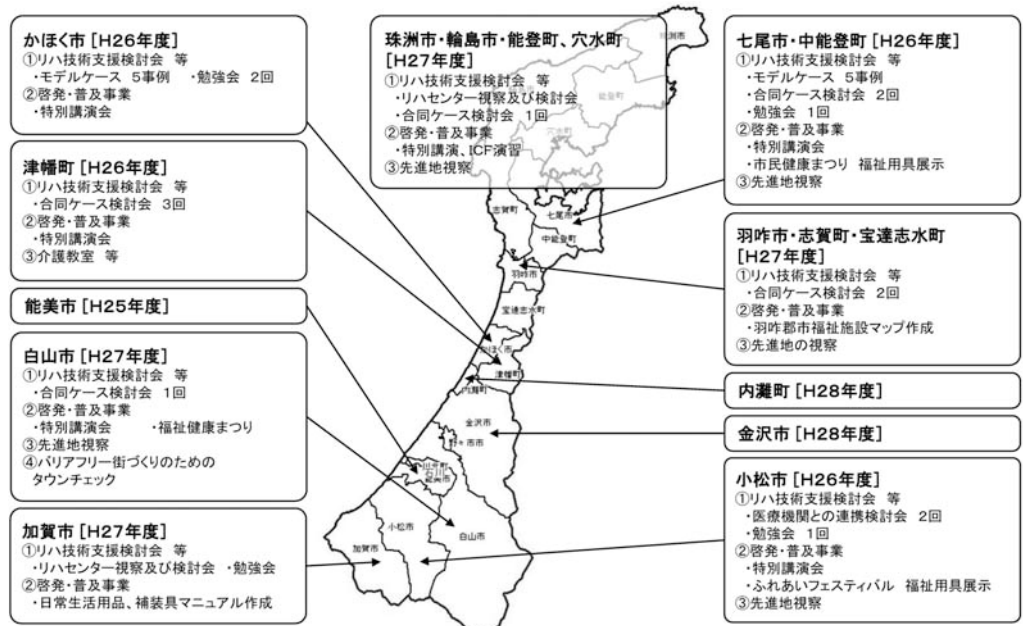 かほく市 [H26年度]
①リハ技術支援検討会 等
・モデルケース 5事例 ・勉強会 2回
②啓発・普及事業
・特別講演会
津幡町 [H26年度]
①リハ技術支援検討会 等
・合同ケース検討会 3回
②啓発・普及事業
・特別講演会
③介護教室 等
能美市 [H25年度]
白山市 [H27年度]
①リハ技術支援検討会 等
・合同ケース検討会 1回
②啓発・普及事業
・特別講演会 ・福祉健康まつり
③先進地視察
④バリアフリー街づくりのための
タウンチェック
加賀市 [H27年度]
①リハ技術支援検討会 等
・リハセンター視察及び検討会 ・勉強会
②啓発・普及事業
・日常生活用品、補装具マニュアル作成
珠洲市・輪島市・能登町、穴水町
[H27年度]
①リハ技術支援検討会 等
・リハセンター視察及び検討会
・合同ケース検討会 1回
②啓発・普及事業
・特別講演、ICF演習
③先進地視察
珠洲市
能登町
穴水町
志賀町
七尾市
中能登町
羽咋市
宝達志水町
かほく市
津幡町
内灘町
金沢市
野々市市
川北町
能美市
小松市
白山市
加賀市
七尾市・中能登町 [H26年度]
①リハ技術支援検討会 等
・モデルケース 5事例
・合同ケース検討会 2回
・勉強会 1回
②啓発・普及事業
・特別講演会
・市民健康まつり 福祉用具展示
③先進地視察
羽咋市・志賀町・宝達志水町
[H27年度]
①リハ技術支援検討会 等
・合同ケース検討会 2回
②啓発・普及事業
・羽咋郡市福祉施設マップ作成
③先進地の視察
内灘町 [H28年度]
金沢市 [H28年度]
小松市 [H26年度]
①リハ技術支援検討会 等
・医療機関との連携検討会 2回
・勉強会 1回
②啓発・普及事業
・特別講演会
・ふれあいフェスティバル 福祉用具展示
③先進地視察